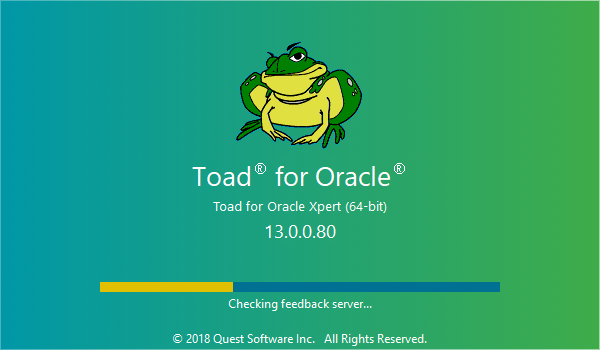 Toad® for Oracle®
Toad for Oracle Xpert (64-bit)
13.0.0.80
Checking feedback server...
© 2018 Quest Software Inc. All Rights Reserved.